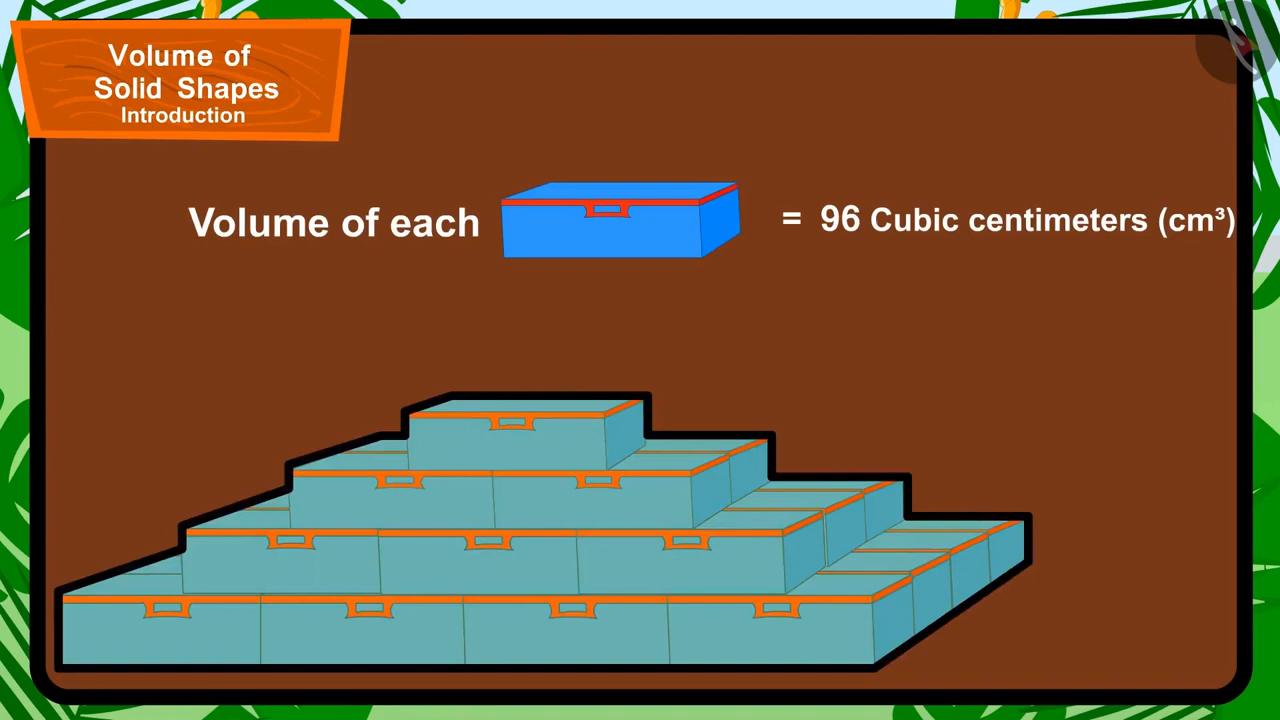 Volume of
Solid Shapes
Introduction
Volume of each = 96 Cubic centimeters (cm³)